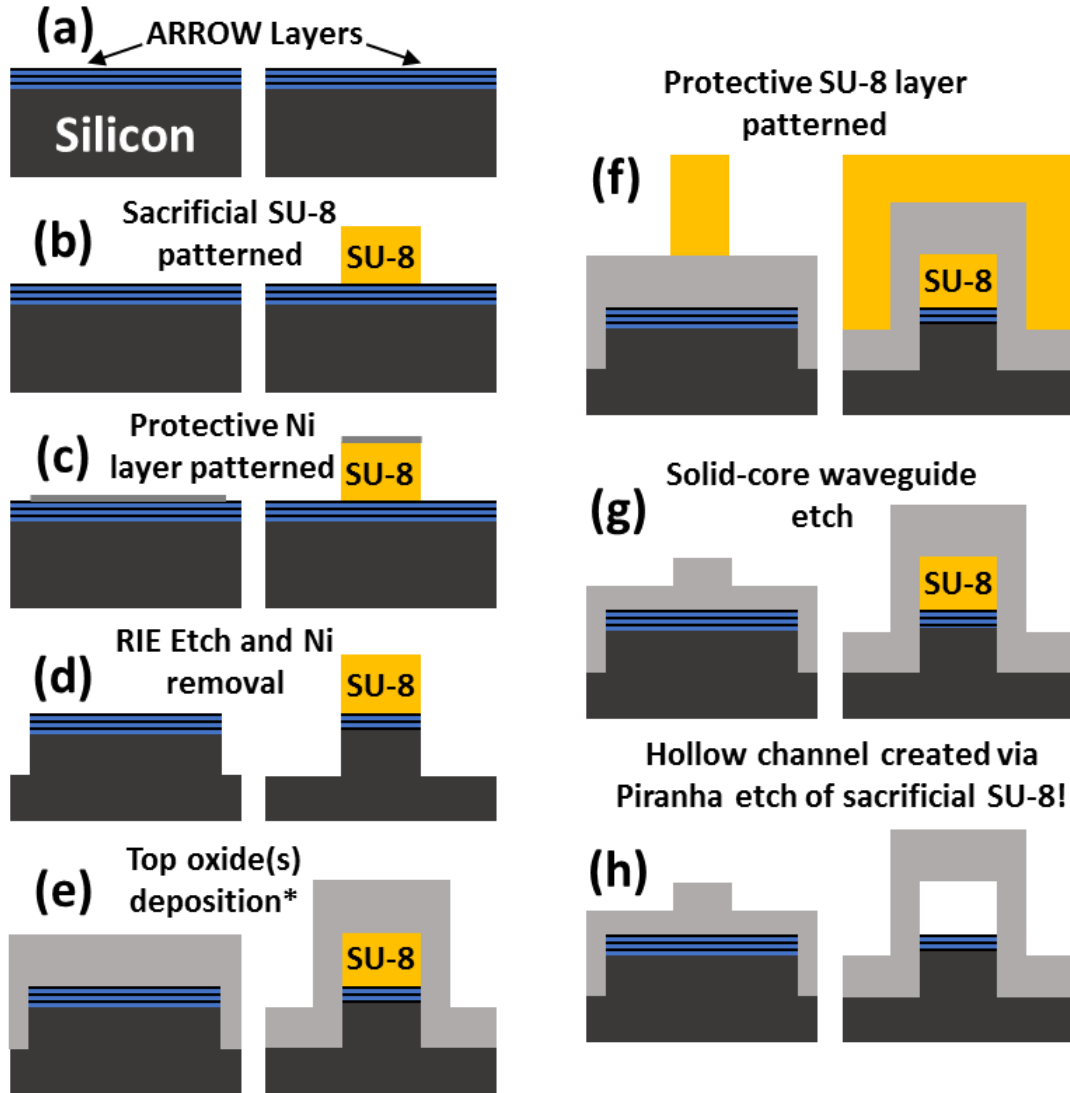 (a)
ARROW Layers
Silicon
(b)
Sacrificial SU-8
patterned
SU-8
(c)
Protective Ni
layer patterned
SU-8
(d)
RIE Etch and Ni
removal
SU-8
(e)
Top oxide(s)
deposition*
SU-8
Protective SU-8 layer
patterned
(f)
SU-8
Solid-core waveguide
etch
(g)
SU-8
Hollow channel created via
Piranha etch of sacrificial SU-8!
(h)